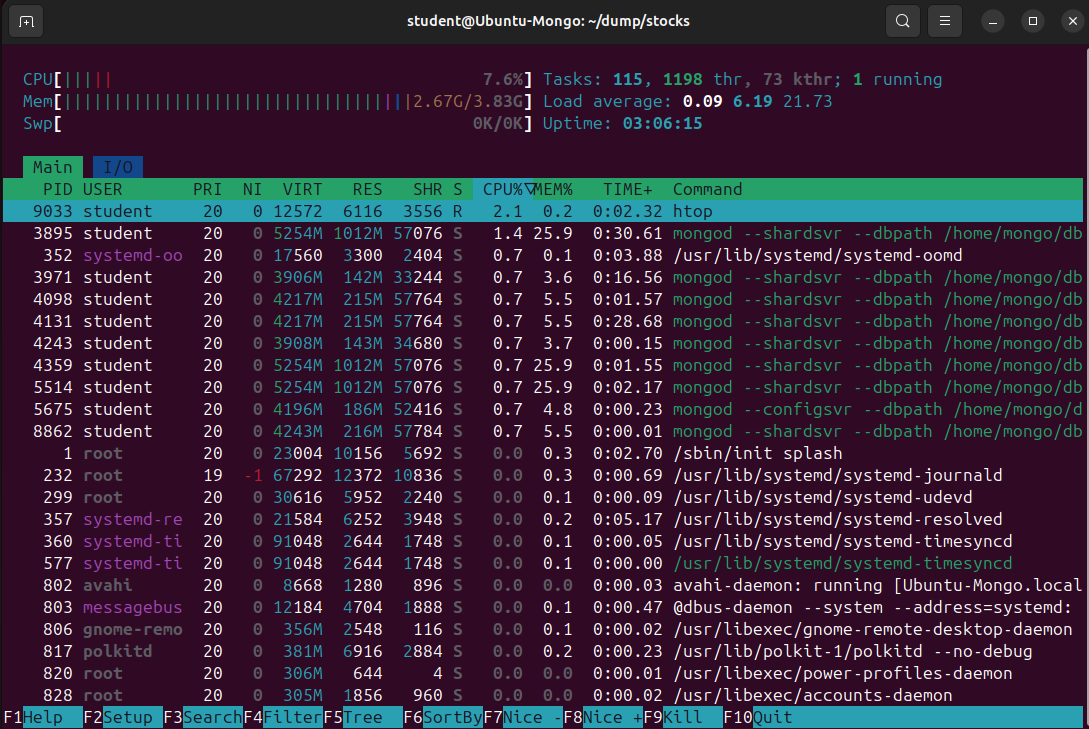 student@Ubuntu-Mongo: ~/dump/stocks
CPU[||||| 7.6%] Tasks: 115, 1198 thr, 73 kthr; 1 running
Mem[|||||||||||||||||||||||||||||||||||2.67G/3.83G] Load average: 0.09 6.19 21.73
Swp[ 0K/0K] Uptime: 03:06:15
Main I/O
PID USER PRI NI VIRT RES SHR S CPU%▽MEM% TIME+ Command
9033 student 20 0 12572 6116 3556 R 2.1 0.2 0:02.32 htop
3895 student 20 0 5254M 1012M 57076 S 1.4 25.9 0:30.61 mongod --shardsvr --dbpath /home/mongo/db
352 systemd-oo 20 0 17560 3300 2404 S 0.7 0.1 0:03.88 /usr/lib/systemd/systemd-oomd
3971 student 20 0 3906M 142M 33244 S 0.7 3.6 0:16.56 mongod --shardsvr --dbpath /home/mongo/db
4098 student 20 0 4217M 215M 57764 S 0.7 5.5 0:01.57 mongod --shardsvr --dbpath /home/mongo/db
4131 student 20 0 4217M 215M 57764 S 0.7 5.5 0:28.68 mongod --shardsvr --dbpath /home/mongo/db
4243 student 20 0 3908M 143M 34680 S 0.7 3.7 0:00.15 mongod --shardsvr --dbpath /home/mongo/db
4359 student 20 0 5254M 1012M 57076 S 0.7 25.9 0:01.55 mongod --shardsvr --dbpath /home/mongo/db
5514 student 20 0 5254M 1012M 57076 S 0.7 25.9 0:02.17 mongod --shardsvr --dbpath /home/mongo/db
5675 student 20 0 4196M 186M 52416 S 0.7 4.8 0:00.23 mongod --configsvr --dbpath /home/mongo/d
8862 student 20 0 4243M 216M 57784 S 0.7 5.5 0:00.01 mongod --shardsvr --dbpath /home/mongo/db
1 root 20 0 23004 10156 5692 S 0.0 0.3 0:02.70 /sbin/init splash
232 root 19 -1 67292 12372 10836 S 0.0 0.3 0:00.69 /usr/lib/systemd/systemd-journald
299 root 20 0 30616 5952 2240 S 0.0 0.1 0:00.09 /usr/lib/systemd/systemd-udevd
357 systemd-re 20 0 21584 6252 3948 S 0.0 0.2 0:05.17 /usr/lib/systemd/systemd-resolved
360 systemd-ti 20 0 91048 2644 1748 S 0.0 0.1 0:00.05 /usr/lib/systemd/systemd-timesyncd
577 systemd-ti 20 0 91048 2644 1748 S 0.0 0.1 0:00.00 /usr/lib/systemd/systemd-timesyncd
802 avahi 20 0 8668 1280 896 S 0.0 0.0 0:00.03 avahi-daemon: running [Ubuntu-Mongo.local
803 messagebus 20 0 12184 4704 1888 S 0.0 0.1 0:00.47 @dbus-daemon --system --address=systemd:
806 gnome-remo 20 0 356M 2548 116 S 0.0 0.1 0:00.02 /usr/libexec/gnome-remote-desktop-daemon
817 polkitd 20 0 381M 6916 2884 S 0.0 0.2 0:00.23 /usr/lib/polkit-1/polkitd --no-debug
820 root 20 0 306M 644 4 S 0.0 0.0 0:00.01 /usr/libexec/power-profiles-daemon
828 root 20 0 305M 1856 960 S 0.0 0.0 0:00.02 /usr/libexec/accounts-daemon
F1Help F2Setup F3SearchF4FilterF5Tree F6SortByF7Nice -F8Nice +F9Kill F10Quit